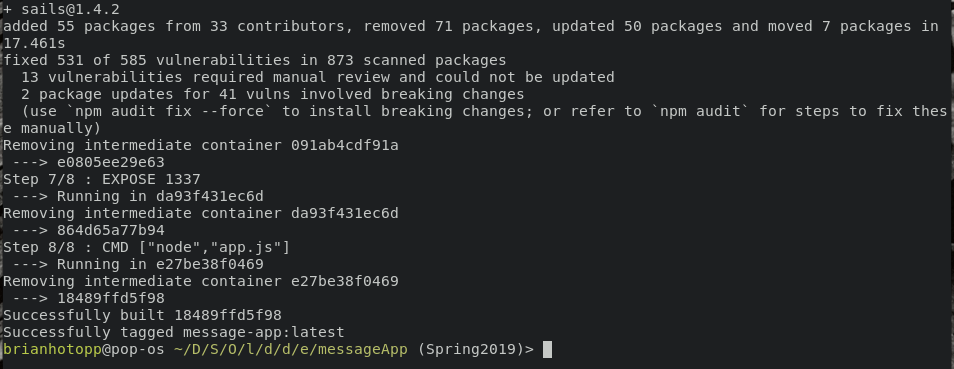 + sails@1.4.2
added 55 packages from 33 contributors, removed 71 packages, updated 50 packages and moved 7 packages in
17.461s
fixed 531 of 585 vulnerabilities in 873 scanned packages
  13 vulnerabilities required manual review and could not be updated
  2 package updates for 41 vulns involved breaking changes
  (use `npm audit fix --force` to install breaking changes; or refer to `npm audit` for steps to fix thes
e manually)
Removing intermediate container 091ab4cdf91a
 ---> e0805ee29e63
Step 7/8 : EXPOSE 1337
 ---> Running in da93f431ec6d
Removing intermediate container da93f431ec6d
 ---> 864d65a77b94
Step 8/8 : CMD ["node","app.js"]
 ---> Running in e27be38f0469
Removing intermediate container e27be38f0469
 ---> 18489ffd5f98
Successfully built 18489ffd5f98
Successfully tagged message-app:latest
brianhotopp@pop-os ~/D/S/O/l/d/d/e/messageApp (Spring2019)>